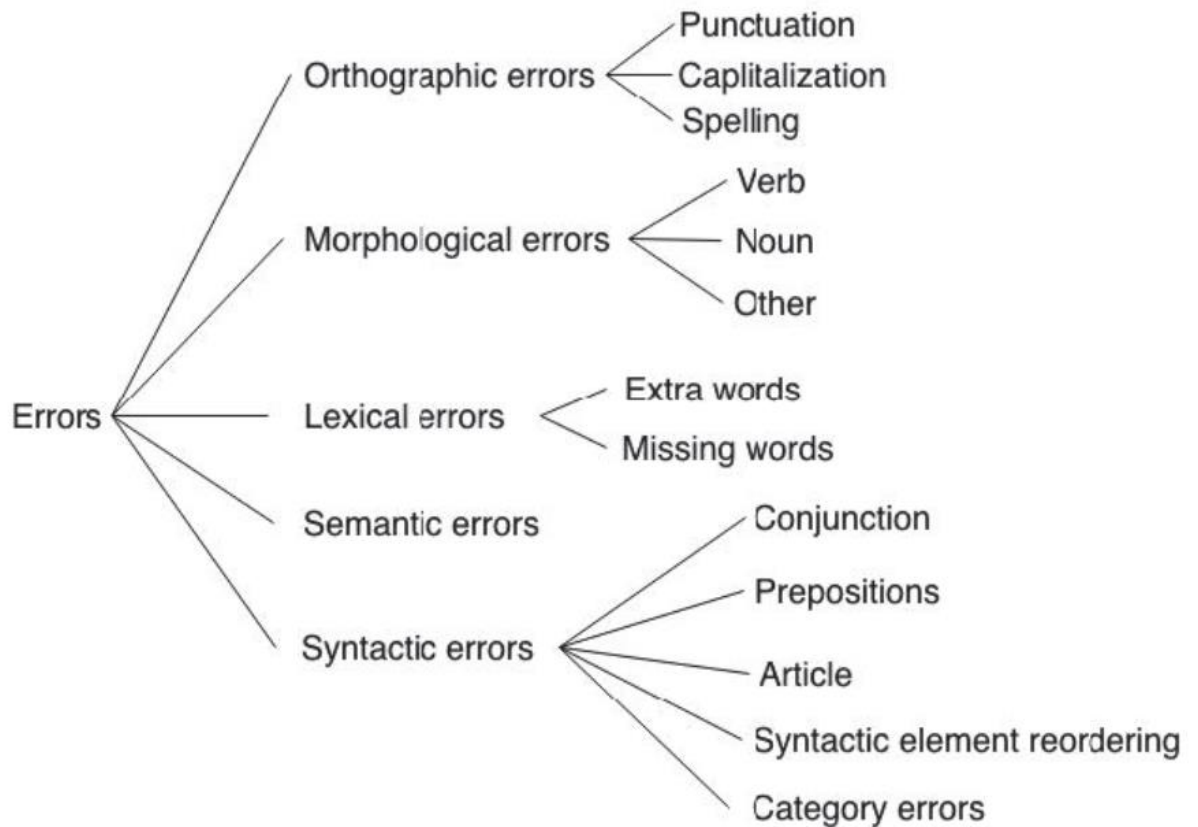 Punctuation
Orthographic errors
Caplitalization
Spelling
Verb
Morphological errors
Noun
Other
Extra words
Errors
Lexical errors
Missing words
Conjunction
Semantic errors
Prepositions
Syntactic errors
Article
Syntactic element reordering
Category errors